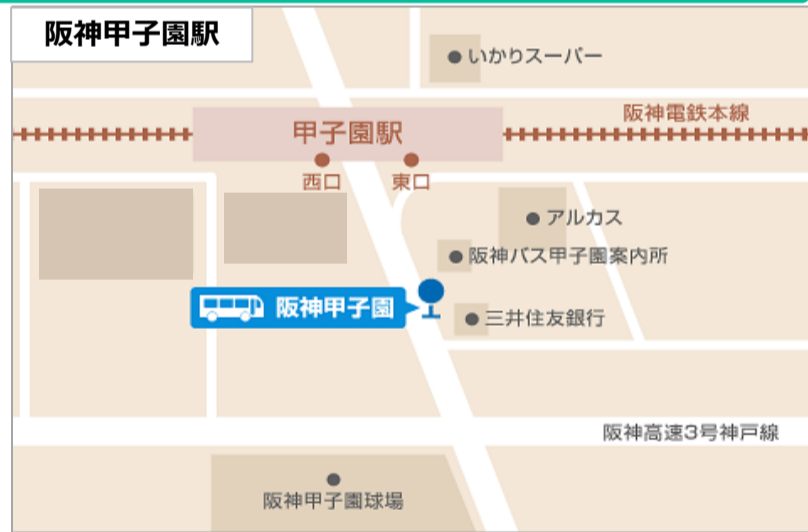 阪神甲子園駅
いかりスーパー
阪神電鉄本線
甲子園駅
西口
東口
アルカス
阪神バス甲子園案内所
阪神甲子園
三井住友銀行
阪神高速3号神戸線
阪神甲子園球場